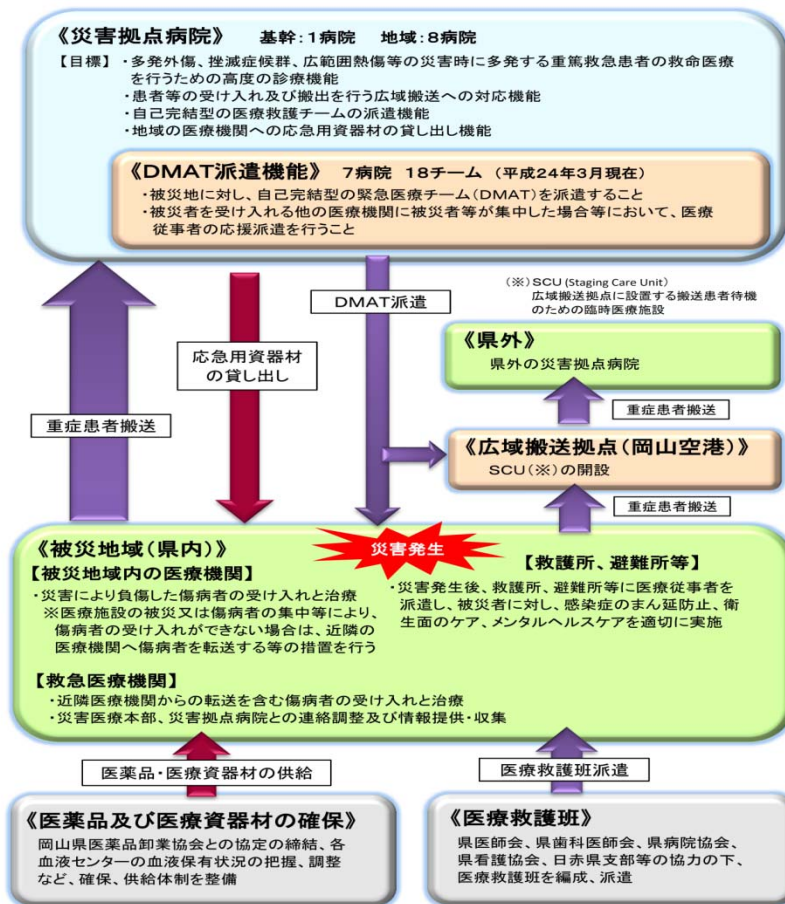 《災害拠点病院》 基幹:1病院 地域:8病院
【目標】・多発外傷、挫滅症候群、広範囲熱傷等の災害時に多発する重篤救急患者の救命医療
を行うための高度の診療機能
・患者等の受け入れ及び搬出を行う広域搬送への対応機能
・自己完結型の医療救護チームの派遣機能
・地域の医療機関への応急用資器材の貸し出し機能
《DMAT派遣機能》 7病院 18チーム (平成24年3月現在)
・被災地に対し、自己完結型の緊急医療チーム(DMAT)を派遣すること
・被災者を受け入れる他の医療機関に被災者等が集中した場合等において、医療
従事者の応援派遣を行うこと
(※)SCU(Staging Care Unit)
広域搬送拠点に設置する搬送患者待機
のための臨時医療施設
DMAT派遣
応急用資器材
の貸し出し
重症患者搬送
《県外》
県外の災害拠点病院
重症患者搬送
《広域搬送拠点(岡山空港)》
SCU(※)の開設
重症患者搬送
災害発生
《被災地域(県内)》
【被災地域内の医療機関】
・災害により負傷した傷病者の受け入れと治療
※医療施設の被災又は傷病者の集中等により、
傷病者の受け入れができない場合は、近隣の
医療機関へ傷病者を転送する等の措置を行う
【救護所、避難所等】
・災害発生後、救護所、避難所等に医療従事者を
派遣し、被災者に対し、感染症のまん延防止、衛
生面のケア、メンタルヘルスケアを適切に実施
【救急医療機関】
・近隣医療機関からの転送を含む傷病者の受け入れと治療
・災害医療本部、災害拠点病院との連絡調整及び情報提供・収集
医薬品・医療資器材の供給
医療救護班派遣
《医薬品及び医療資器材の確保》
岡山県医薬品卸業協会との協定の締結、各
血液センターの血液保有状況の把握、調整
など、確保、供給体制を整備
《医療救護班》
県医師会、県歯科医師会、県病院協会、
県看護協会、日赤県支部等の協力の下、
医療救護班を編成、派遣